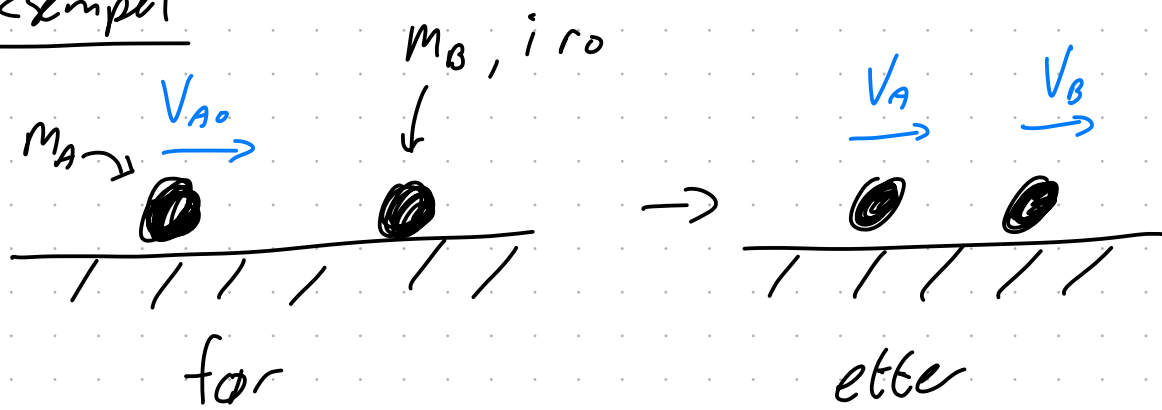 Eksempel
m_B, i ro
V_A0
m_A
V_A
V_B
før
etter